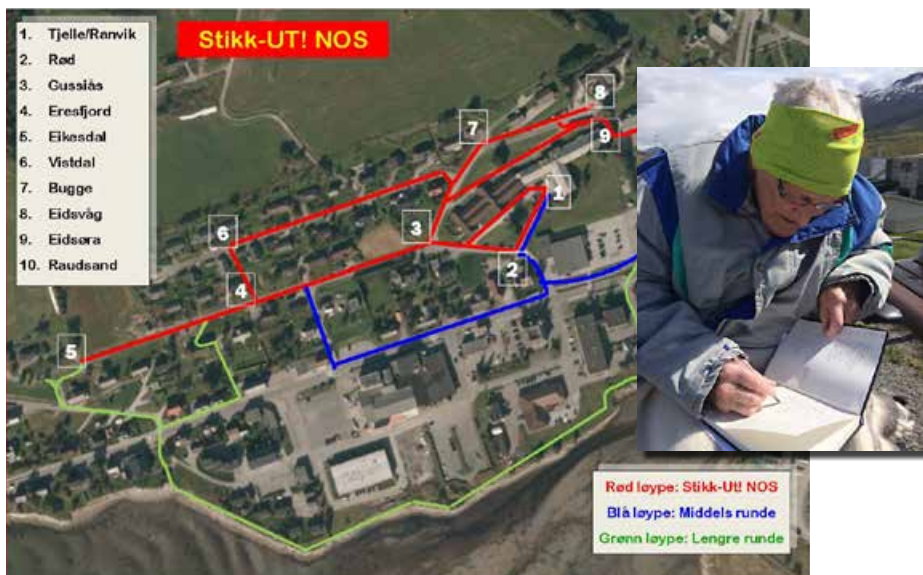 Stikk-UT! NOS
1. Tjelle/Ranvik
2. Rød
3. Gussiås
4. Eresfjord
5. Eikesdal
6. Vistdal
7. Bugge
8. Eidsvåg
9. Eidsøra
10. Raudsand
8
7
9
1
6
3
2
4
5
Rød løype: Stikk-Ut! NOS
Blå løype: Middels runde
Grønn løype: Lengre runde